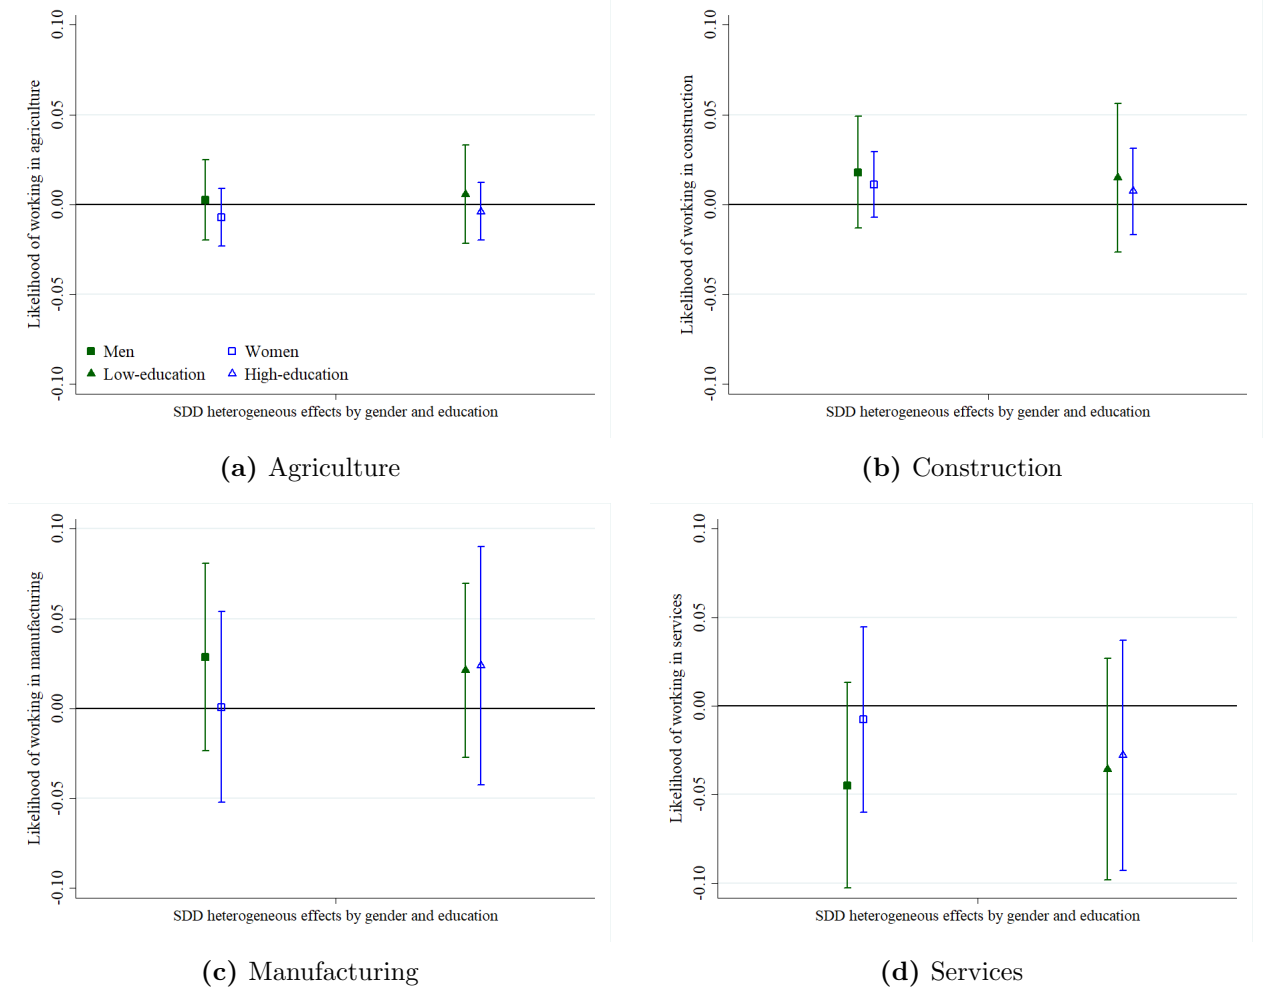 Likelihood of working in agriculture
0.10
0.05
0.00
-0.05
-0.10
Men
Women
Low-education
High-education
SDD heterogeneous effects by gender and education
(a) Agriculture
Likelihood of working in construction
0.10
0.05
0.00
-0.05
-0.10
SDD heterogeneous effects by gender and education
(b) Construction
Likelihood of working in manufacturing
0.10
0.05
0.00
-0.05
-0.10
SDD heterogeneous effects by gender and education
(c) Manufacturing
Likelihood of working in services
0.10
0.05
0.00
-0.05
-0.10
SDD heterogeneous effects by gender and education
(d) Services